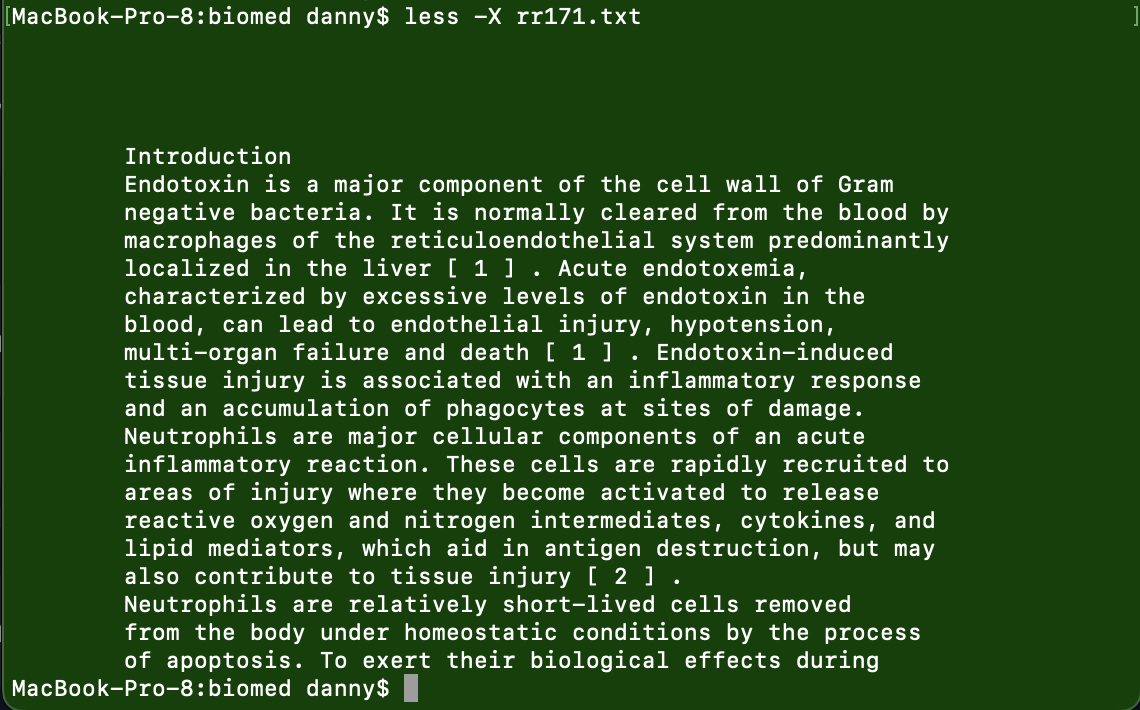 [MacBook-Pro-8:biomed danny$ less -X rr171.txt ]
Introduction
Endotoxin is a major component of the cell wall of Gram
negative bacteria. It is normally cleared from the blood by
macrophages of the reticuloendothelial system predominantly
localized in the liver [ 1 ] . Acute endotoxemia,
characterized by excessive levels of endotoxin in the
blood, can lead to endothelial injury, hypotension,
multi-organ failure and death [ 1 ] . Endotoxin-induced
tissue injury is associated with an inflammatory response
and an accumulation of phagocytes at sites of damage.
Neutrophils are major cellular components of an acute
inflammatory reaction. These cells are rapidly recruited to
areas of injury where they become activated to release
reactive oxygen and nitrogen intermediates, cytokines, and
lipid mediators, which aid in antigen destruction, but may
also contribute to tissue injury [ 2 ] .
Neutrophils are relatively short-lived cells removed
from the body under homeostatic conditions by the process
of apoptosis. To exert their biological effects during
MacBook-Pro-8:biomed danny$